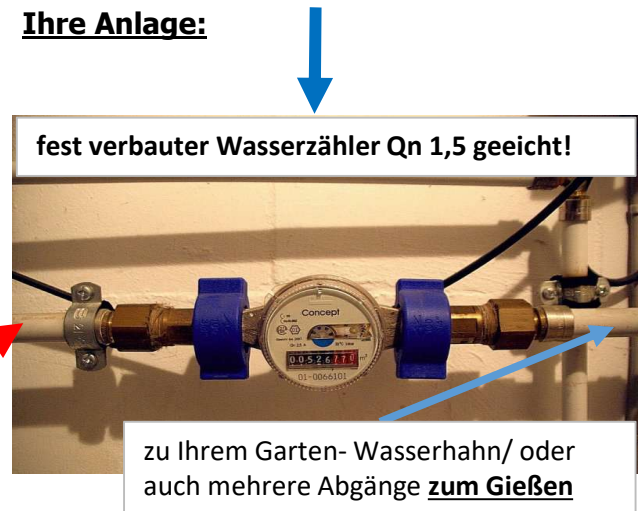 Ihre Anlage:
fest verbauter Wasserzähler Qn 1,5 geeicht!
Concept
01-0066101
zu Ihrem Garten- Wasserhahn/ oder
auch mehrere Abgänge zum Gießen